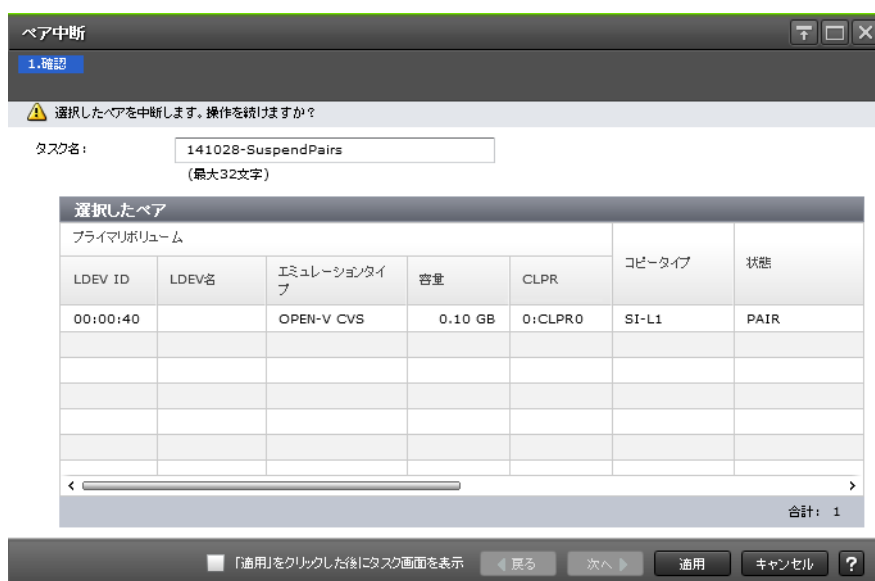 ペア中断
1.確認
選択したペアを中断します。操作を続けますか?
タスク名: 141028-SuspendPairs
(最大32文字)
選択したペア
プライマリボリューム コピータイプ 状態
LDEV ID LDEV名 エミュレーションタイプ 容量 CLPR
00:00:40 OPEN-V CVS 0.10 GB 0:CLPR0 SI-L1 PAIR
合計: 1
「適用」をクリックした後にタスク画面を表示 戻る 次へ 適用 キャンセル ?